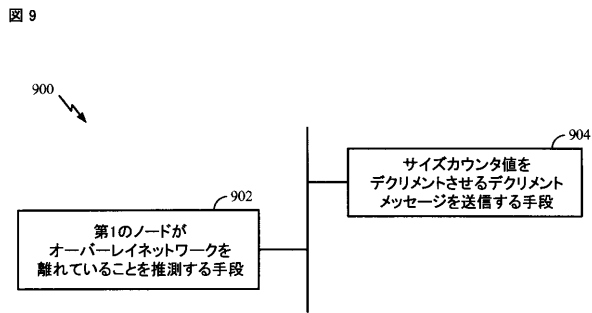 図 9
900
904
サイズカウンタ値を
デクリメントさせるデクリメント
メッセージを送信する手段
902
第1のノードが
オーバーレイネットワークを
離れていることを推測する手段